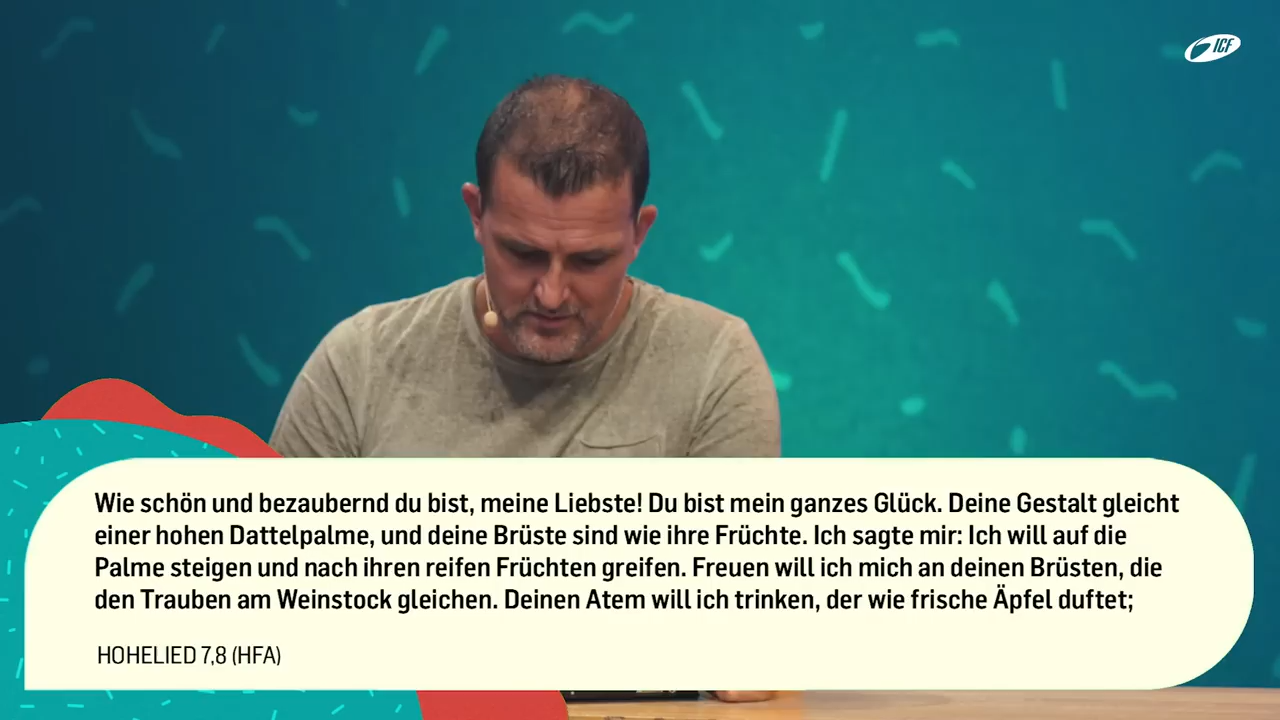 ICF
Wie schön und bezaubernd du bist, meine Liebste! Du bist mein ganzes Glück. Deine Gestalt gleicht
einer hohen Dattelpalme, und deine Brüste sind wie ihre Früchte. Ich sagte mir: Ich will auf die
Palme steigen und nach ihren reifen Früchten greifen. Freuen will ich mich an deinen Brüsten, die
den Trauben am Weinstock gleichen. Deinen Atem will ich trinken, der wie frische Äpfel duftet;
HOHELIED 7,8 (HFA)